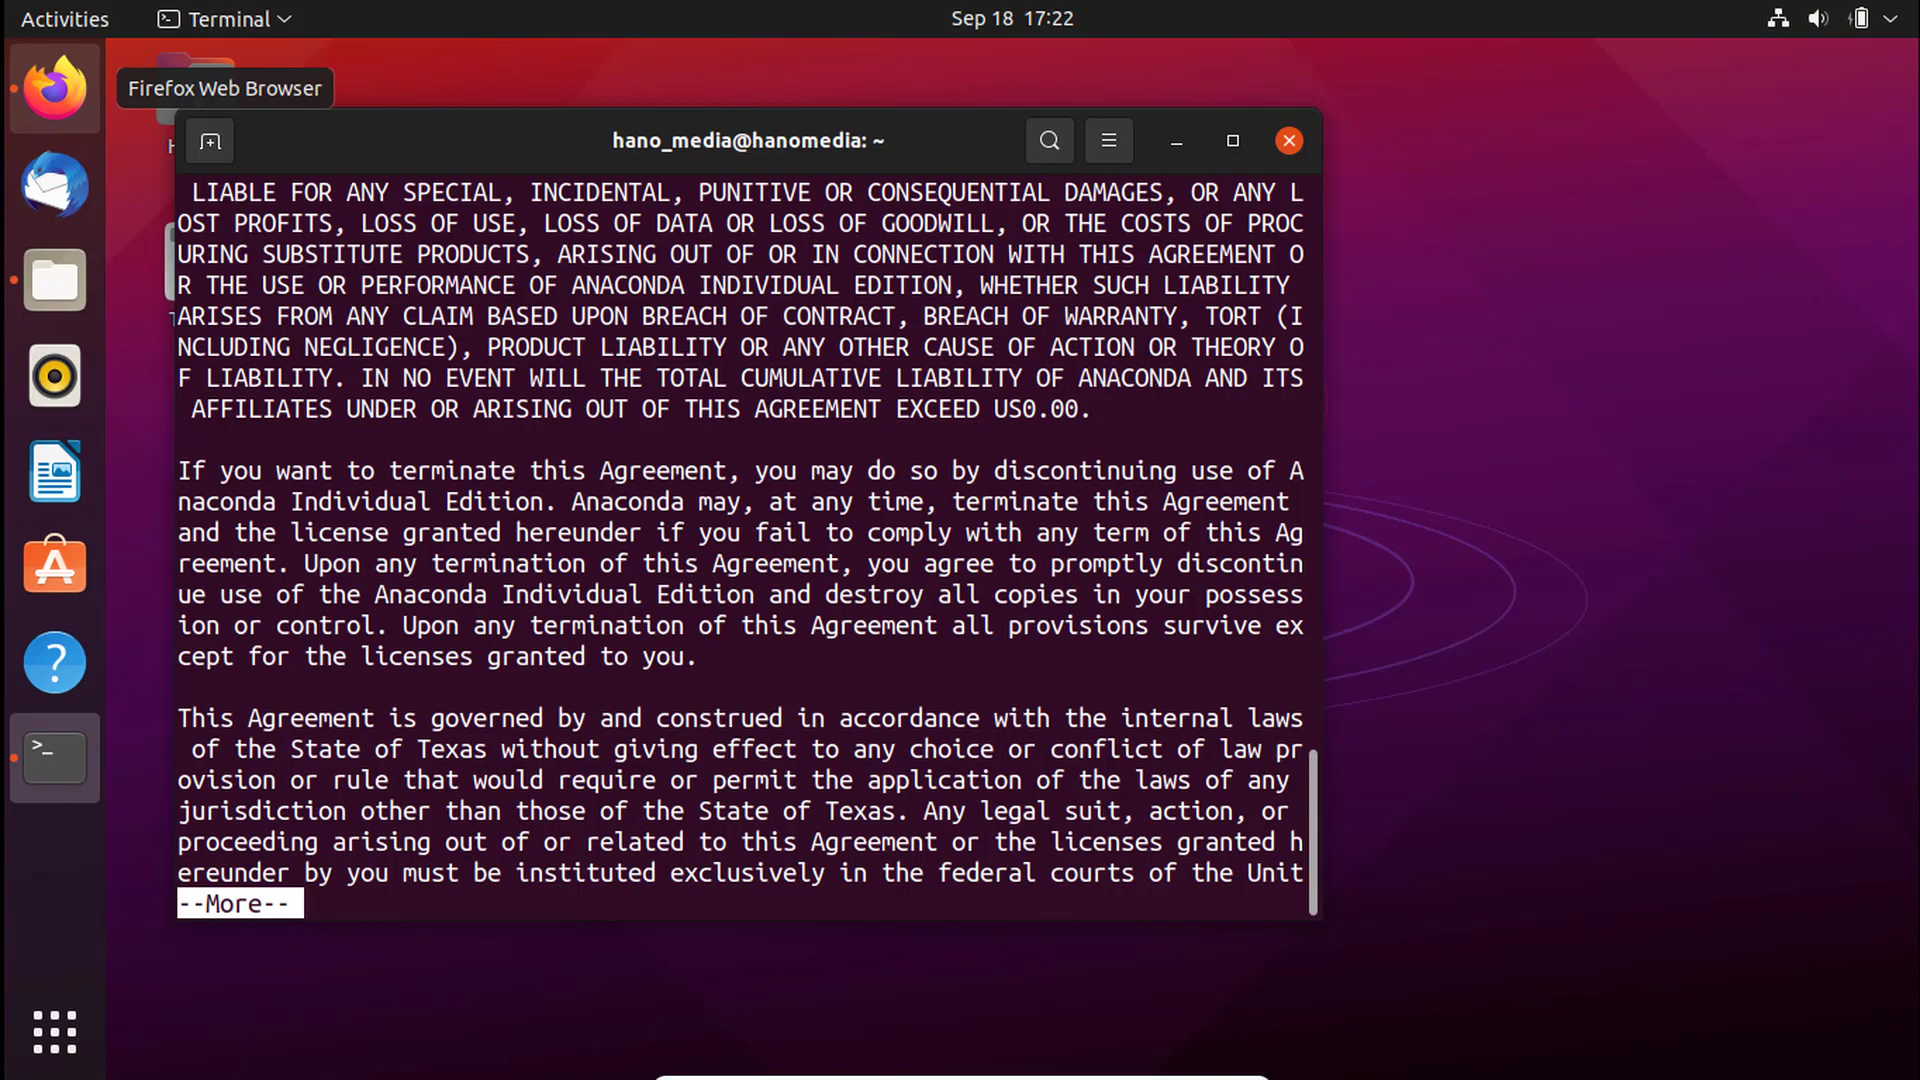 Activities
Terminal
Sep 18 17:22
Firefox Web Browser
H
hano_media@hanomedia: ~
LIABLE FOR ANY SPECIAL, INCIDENTAL, PUNITIVE OR CONSEQUENTIAL DAMAGES, OR ANY L
OST PROFITS, LOSS OF USE, LOSS OF DATA OR LOSS OF GOODWILL, OR THE COSTS OF PROC
URING SUBSTITUTE PRODUCTS, ARISING OUT OF OR IN CONNECTION WITH THIS AGREEMENT O
R THE USE OR PERFORMANCE OF ANACONDA INDIVIDUAL EDITION, WHETHER SUCH LIABILITY
ARISES FROM ANY CLAIM BASED UPON BREACH OF CONTRACT, BREACH OF WARRANTY, TORT (I
NCLUDING NEGLIGENCE), PRODUCT LIABILITY OR ANY OTHER CAUSE OF ACTION OR THEORY O
F LIABILITY. IN NO EVENT WILL THE TOTAL CUMULATIVE LIABILITY OF ANACONDA AND ITS
AFFILIATES UNDER OR ARISING OUT OF THIS AGREEMENT EXCEED US0.00.
If you want to terminate this Agreement, you may do so by discontinuing use of A
naconda Individual Edition. Anaconda may, at any time, terminate this Agreement
and the license granted hereunder if you fail to comply with any term of this Ag
reement. Upon any termination of this Agreement, you agree to promptly discontin
ue use of the Anaconda Individual Edition and destroy all copies in your possess
ion or control. Upon any termination of this Agreement all provisions survive ex
cept for the licenses granted to you.
This Agreement is governed by and construed in accordance with the internal laws
of the State of Texas without giving effect to any choice or conflict of law pr
ovision or rule that would require or permit the application of the laws of any
jurisdiction other than those of the State of Texas. Any legal suit, action, or
proceeding arising out of or related to this Agreement or the licenses granted h
ereunder by you must be instituted exclusively in the federal courts of the Unit
--More--